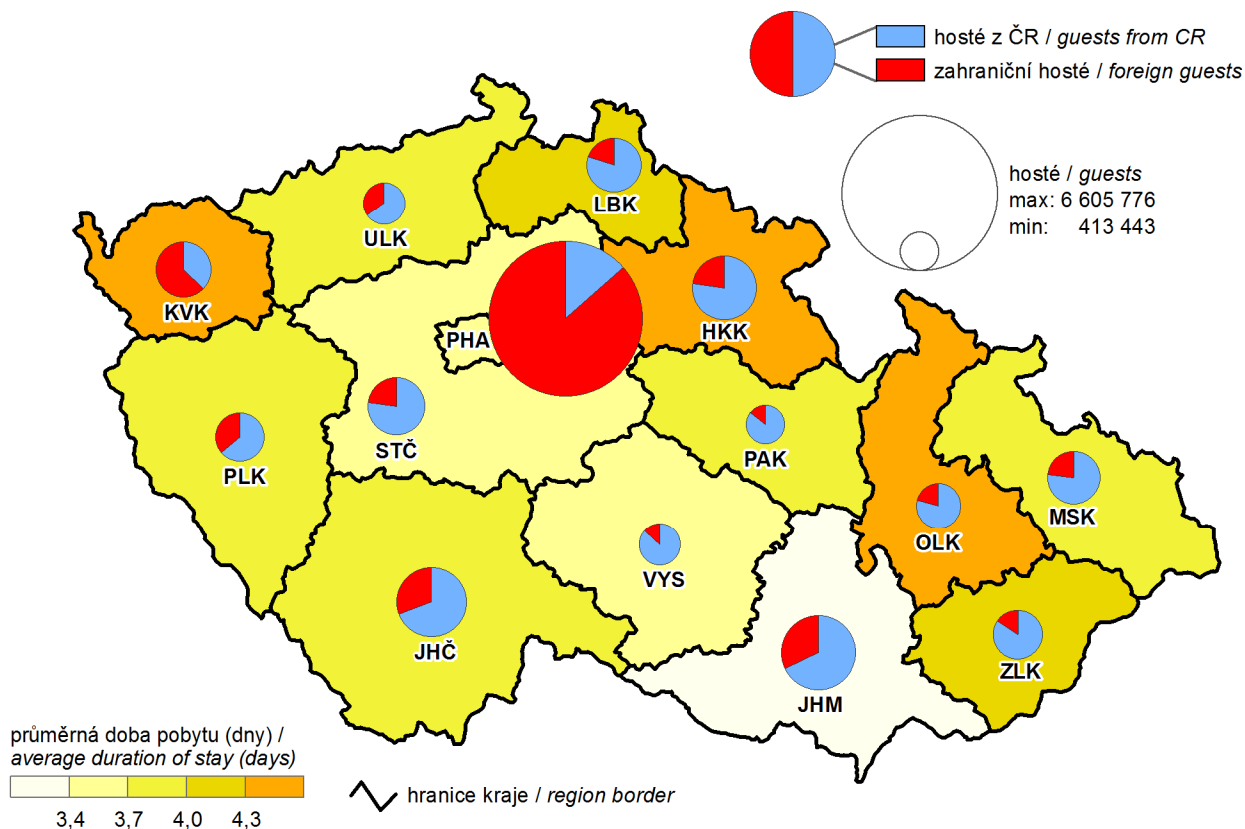 hosté z ČR / guests from CR
zahraniční hosté / foreign guests
hosté / guests
max: 6 605 776
min: 413 443
LBK
ULK
KVK
HKK
PHA
STČ
PAK
PLK
MSK
OLK
VYS
JHČ
ZLK
JHM
průměrná doba pobytu (dny) /
average duration of stay (days)
3,4 3,7 4,0 4,3
hranice kraje / region border